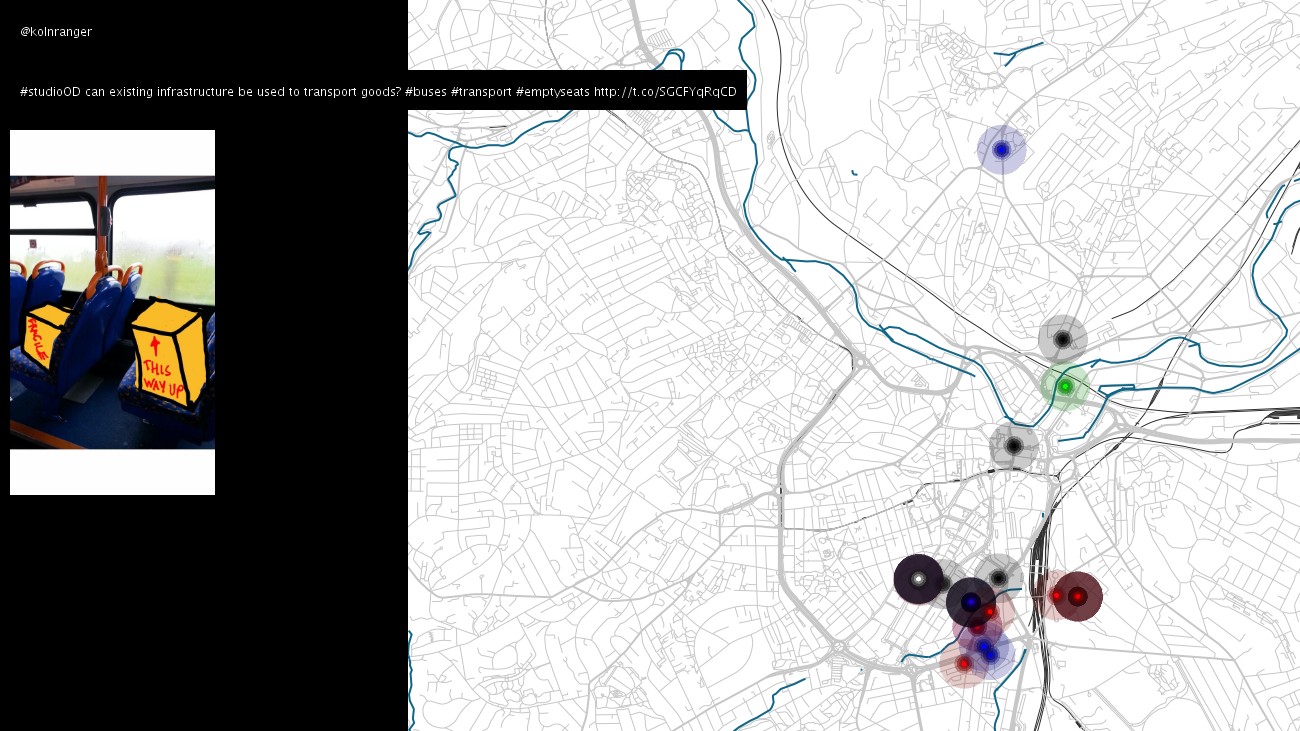 @kolnranger
#studioOD can existing infrastructure be used to transport goods? #buses #transport #emptyseats http://t.co/SGCFYqRqCD
FRAGILE
THIS
WAY UP